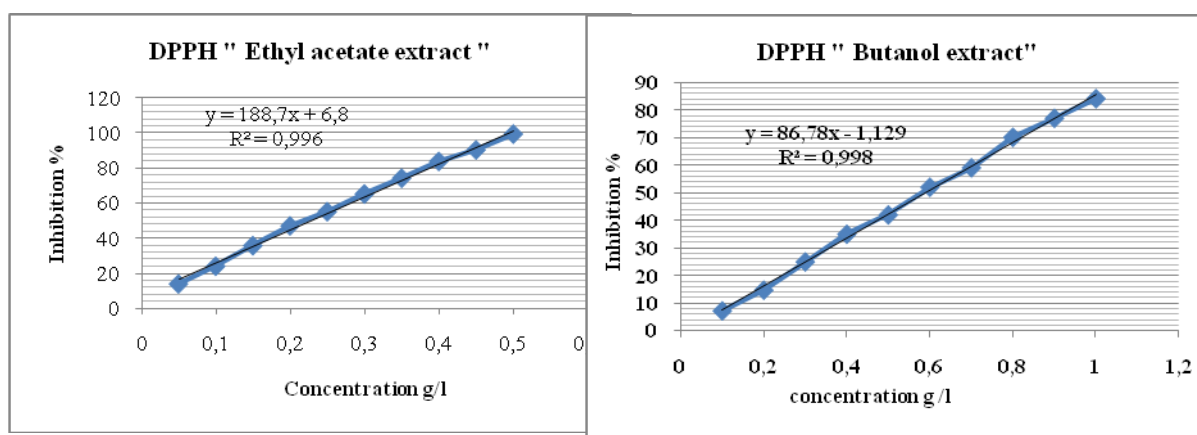 DPPH " Ethyl acetate extract "
y = 188,7x + 6,8
R² = 0,996
Inhibition %
120
100
80
60
40
20
0
0 0,1 0,2 0,3 0,4 0,5 0
Concentration g/l
DPPH " Butanol extract"
y = 86,78x - 1,129
R² = 0,998
Inhibition %
90
80
70
60
50
40
30
20
10
0
0 0,2 0,4 0,6 0,8 1 1,2
concentration g /l